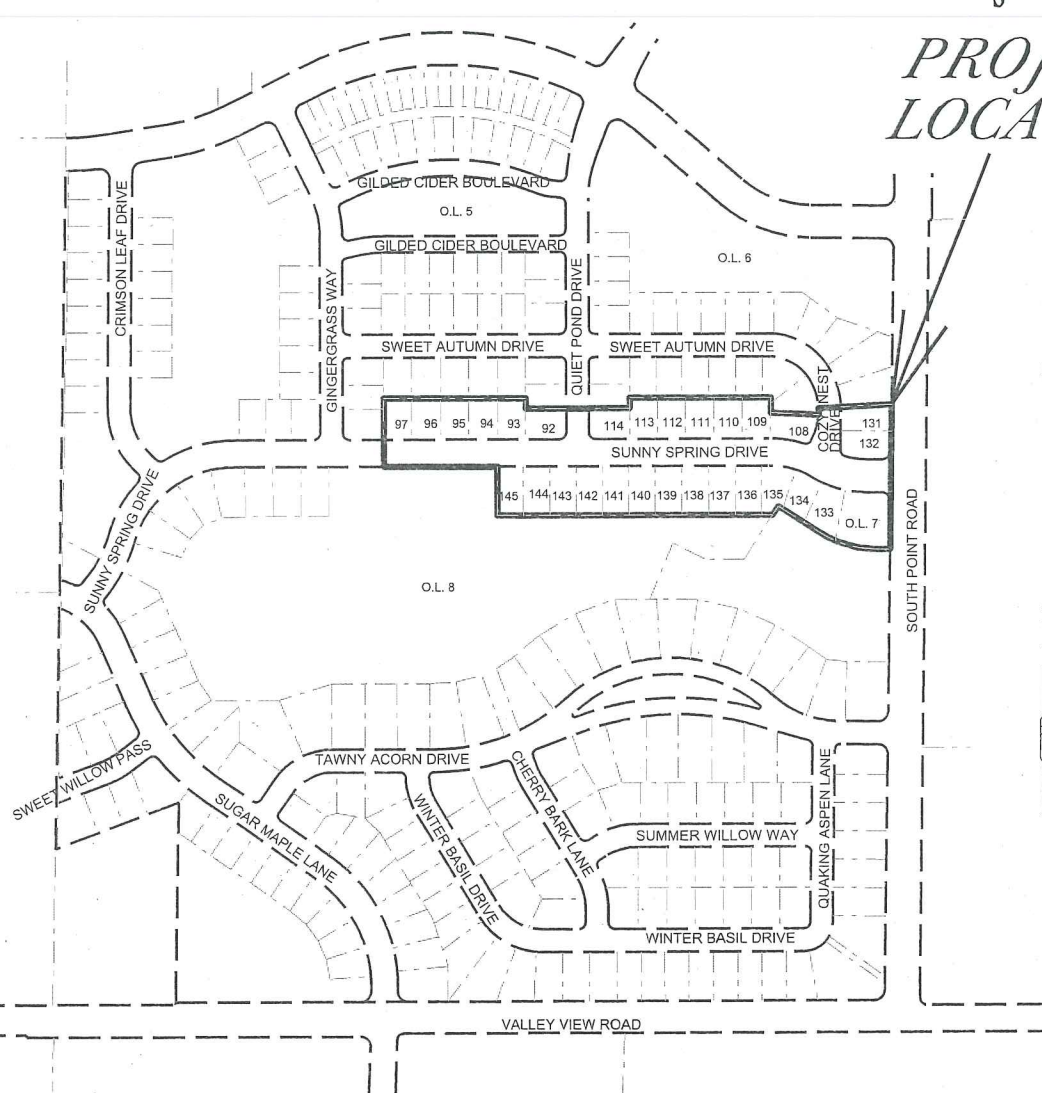 PROJ
LOCA
GILDED CIDER BOULEVARD
O.L. 5
GILDED CIDER BOULEVARD
CRIMSON LEAF DRIVE
GINGERGRASS WAY
QUIET POND DRIVE
O.L. 6
SWEET AUTUMN DRIVE
SWEET AUTUMN DRIVE
COZY NEST
DRIVE
97 96 95 94 93 92 114 113 112 111 110 109 108 131
132
SUNNY SPRING DRIVE
145 144 143 142 141 140 139 138 137 136 135 134
133
O.L. 7
SUNNY SPRING DRIVE
SOUTH POINT ROAD
O.L. 8
SWEET WILLOW PASS
TAWNY ACORN DRIVE
SUGAR MAPLE LANE
WINTER BASIL DRIVE
CHERRY BARK LANE
SUMMER WILLOW WAY
QUAKING ASPEN LANE
WINTER BASIL DRIVE
VALLEY VIEW ROAD